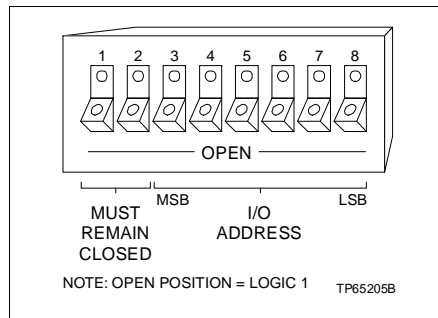 1 2 3 4 5 6 7 8
OPEN
MSB LSB
MUST REMAIN CLOSED
I/O ADDRESS
NOTE: OPEN POSITION = LOGIC 1
TP65205B